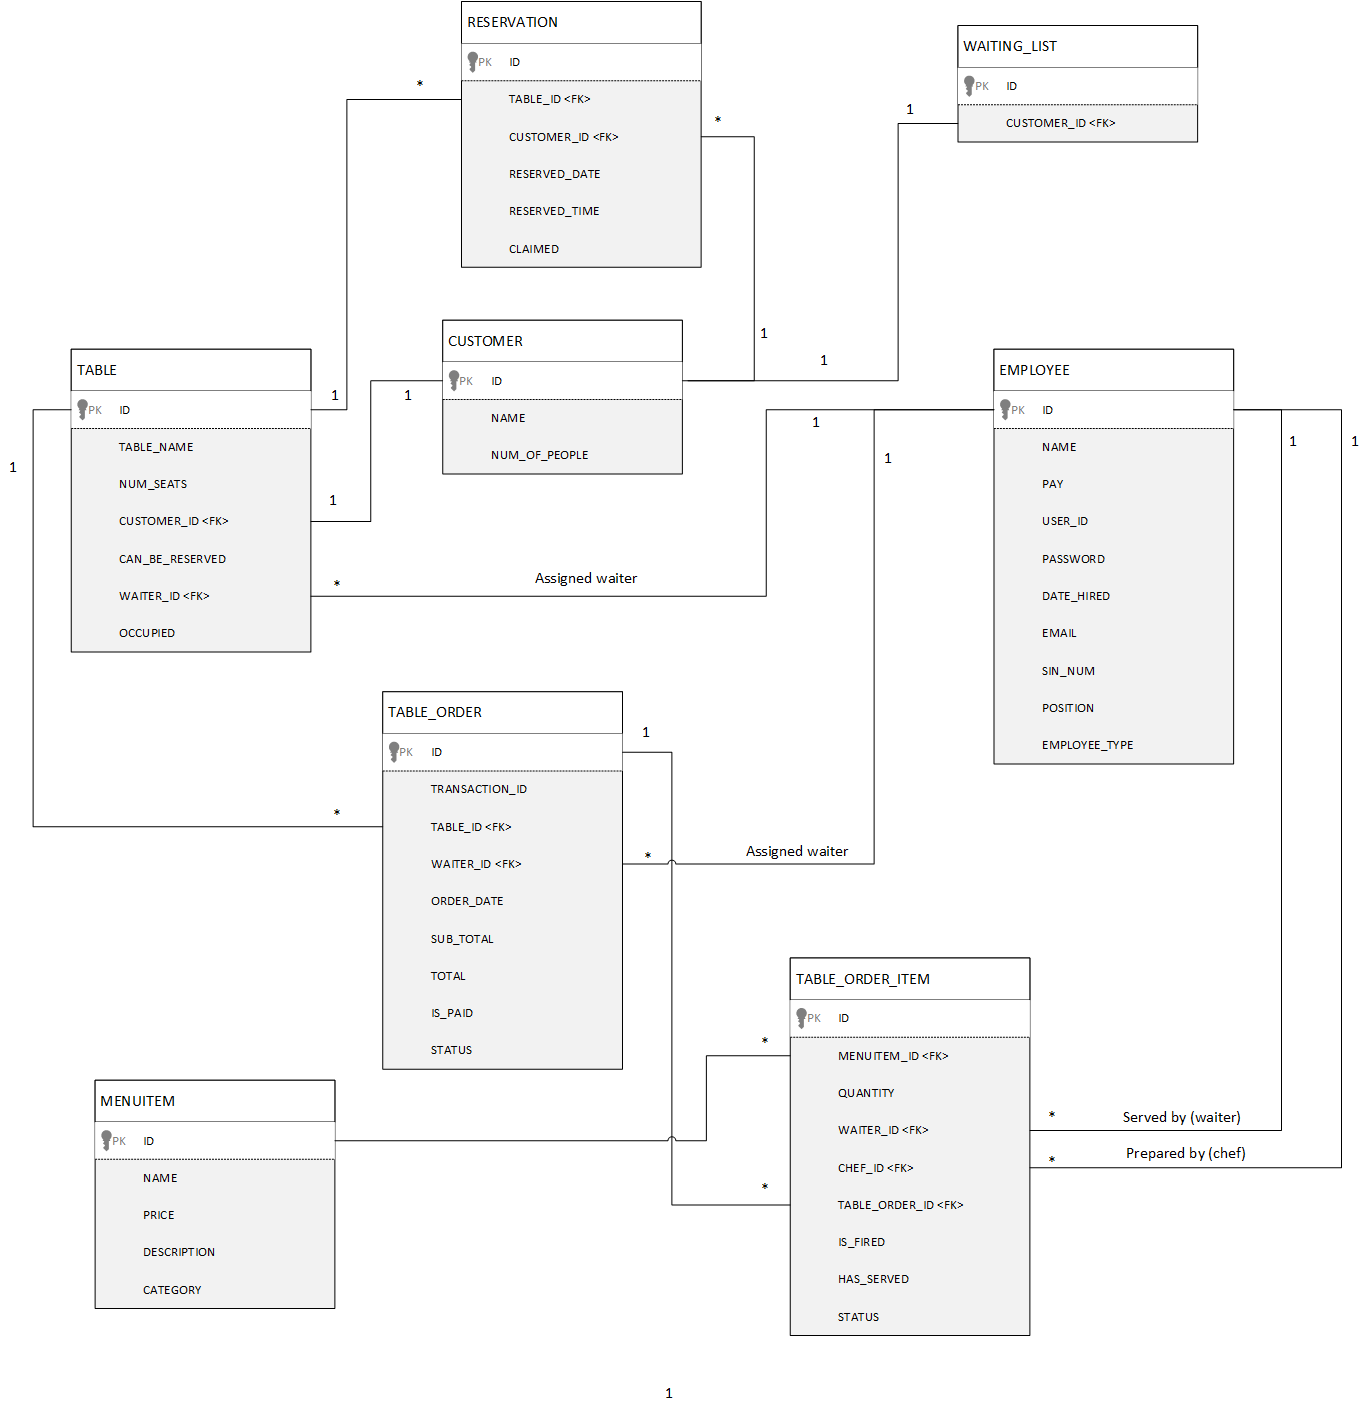 RESERVATION
PK ID
TABLE_ID <FK>
CUSTOMER_ID <FK>
RESERVED_DATE
RESERVED_TIME
CLAIMED
*
*
WAITING_LIST
PK ID
CUSTOMER_ID <FK>
1
1
1
CUSTOMER
PK ID
NAME
NUM_OF_PEOPLE
1
1
TABLE
PK ID
TABLE_NAME
NUM_SEATS
CUSTOMER_ID <FK>
CAN_BE_RESERVED
WAITER_ID <FK>
OCCUPIED
1
1
*
Assigned waiter
1
1
EMPLOYEE
PK ID
NAME
PAY
USER_ID
PASSWORD
DATE_HIRED
EMAIL
SIN_NUM
POSITION
EMPLOYEE_TYPE
1
1
TABLE_ORDER
PK ID
TRANSACTION_ID
TABLE_ID <FK>
WAITER_ID <FK>
ORDER_DATE
SUB_TOTAL
TOTAL
IS_PAID
STATUS
1
*
*
Assigned waiter
TABLE_ORDER_ITEM
PK ID
MENUITEM_ID <FK>
QUANTITY
WAITER_ID <FK>
CHEF_ID <FK>
TABLE_ORDER_ID <FK>
IS_FIRED
HAS_SERVED
STATUS
*
*
* Served by (waiter)
* Prepared by (chef)
MENUITEM
PK ID
NAME
PRICE
DESCRIPTION
CATEGORY
1